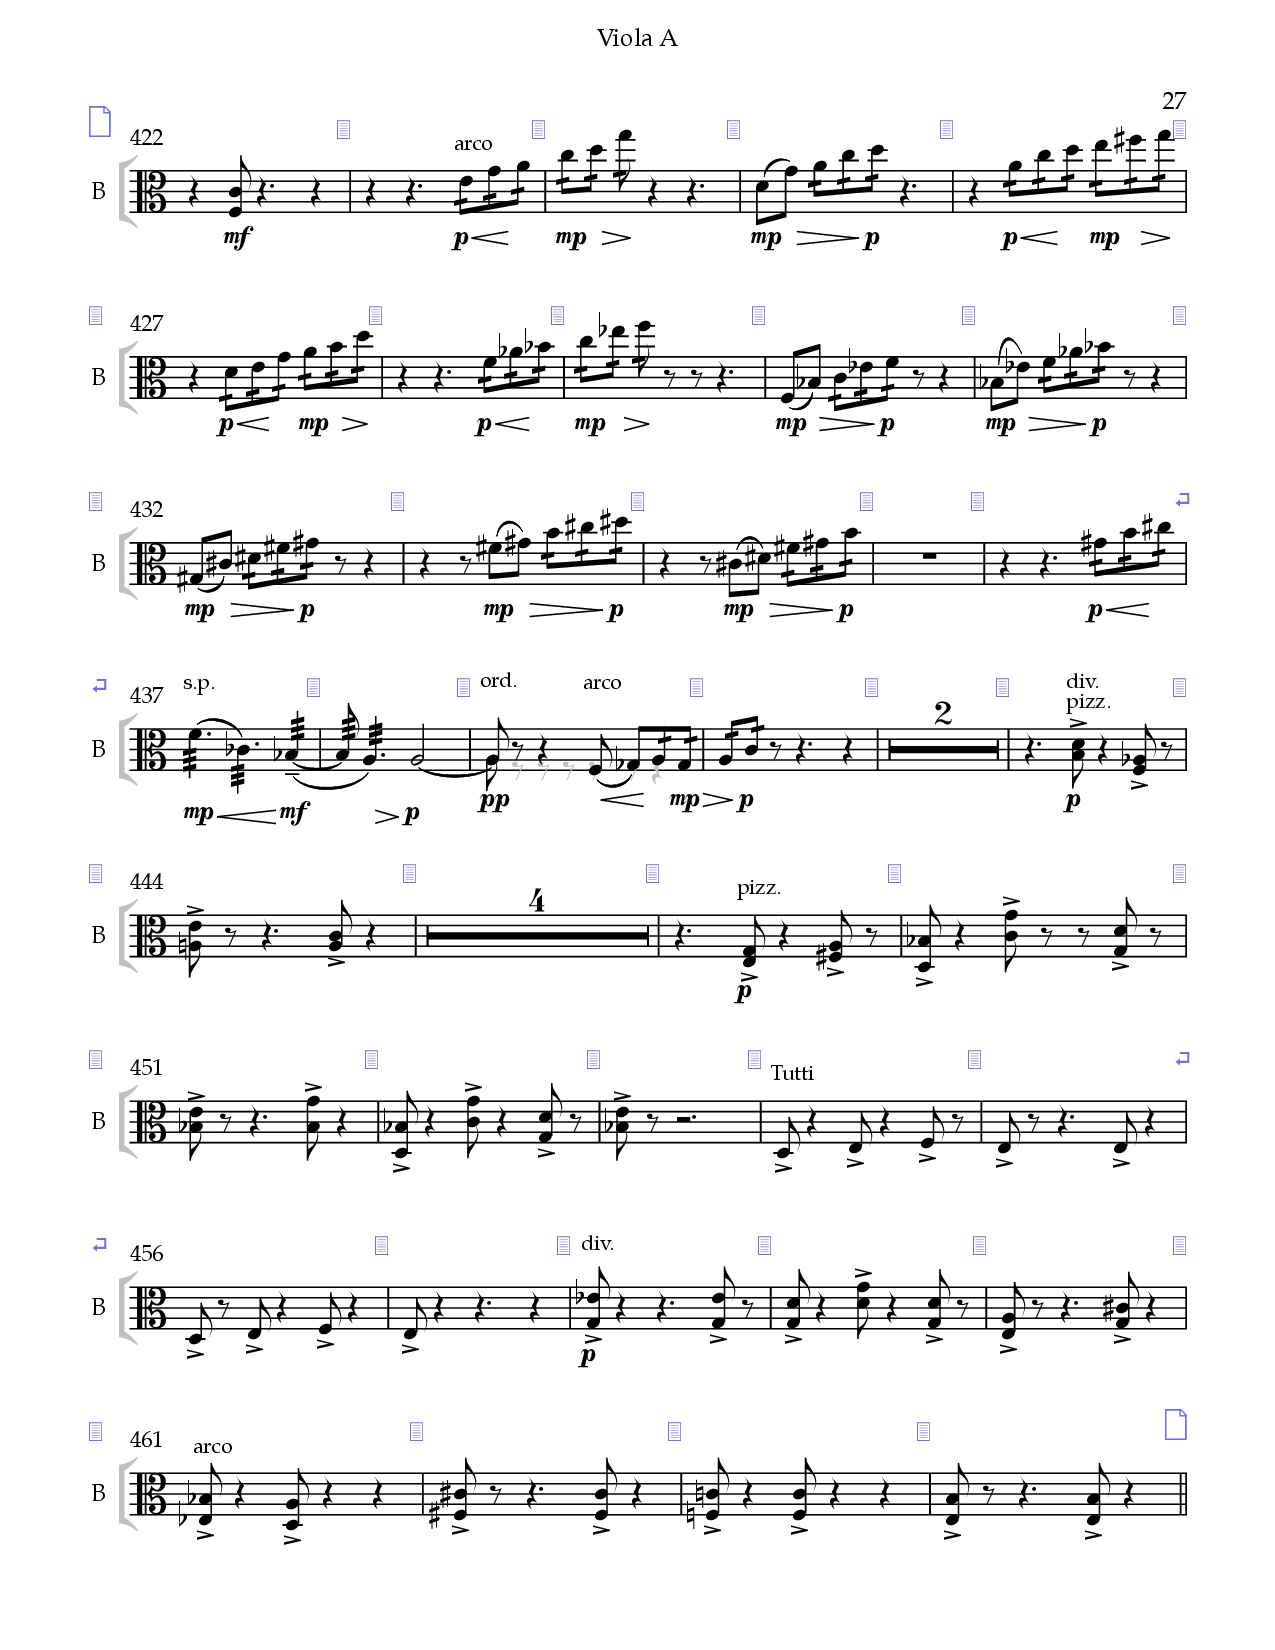 Viola A
27
422
arco
B
mf p mp mp p p mp
427
B
p mp p mp mp p mp p
432
B
mp p mp p mp p p
437 s.p. ord. arco div.
pizz.
2
B
mp mf p pp mp p p
444
pizz.
4
B
p
451
Tutti
B
456
div.
B
p
461
arco
B